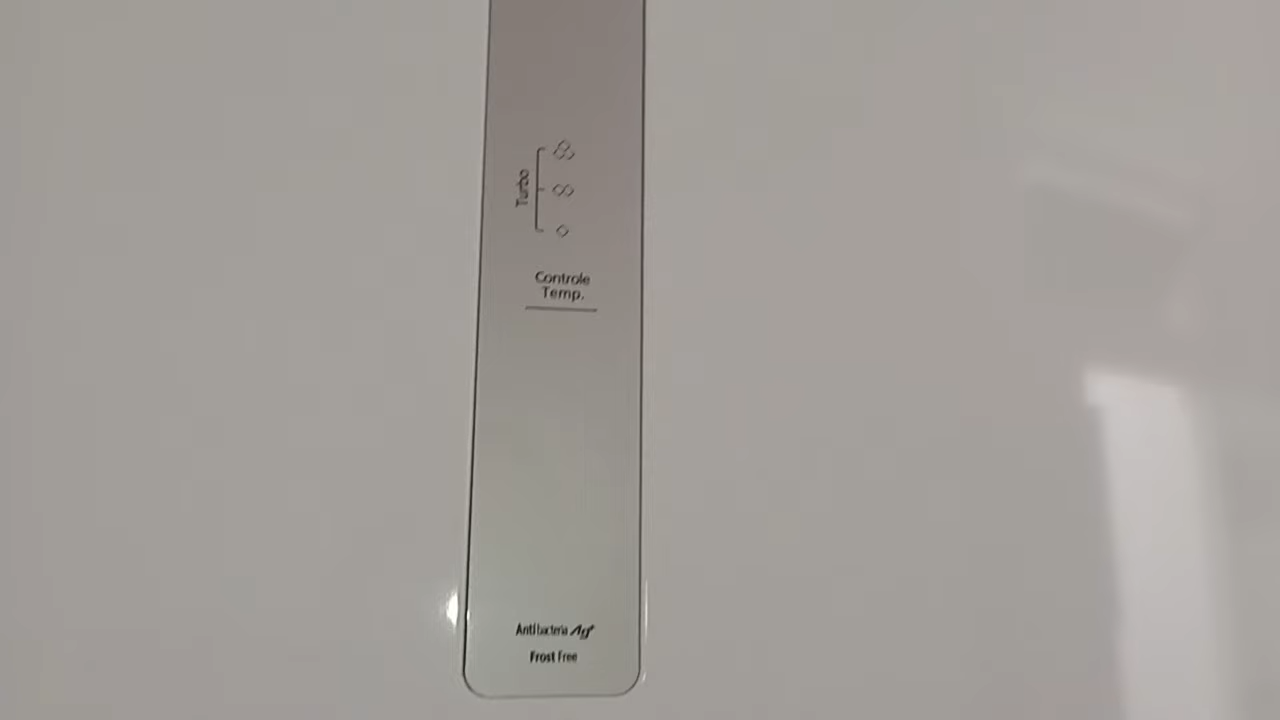 Turbo
Controle
Temp.
Antibacteria Ag+
Frost Free